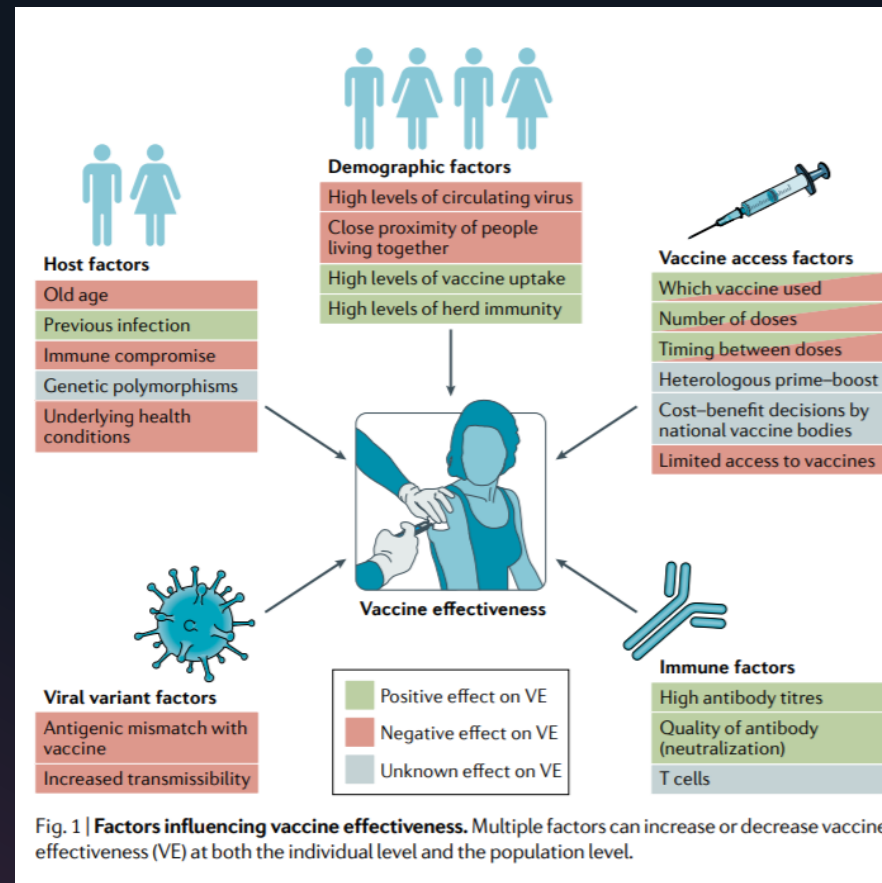 Demographic factors
High levels of circulating virus
Close proximity of people
living together
High levels of vaccine uptake
High levels of herd immunity
Host factors
Old age
Previous infection
Immune compromise
Genetic polymorphisms
Underlying health
conditions
Vaccine access factors
Which vaccine used
Number of doses
Timing between doses
Heterologous prime–boost
Cost–benefit decisions by
national vaccine bodies
Limited access to vaccines
Vaccine effectiveness
Viral variant factors
Antigenic mismatch with
vaccine
Increased transmissibility
Positive effect on VE
Negative effect on VE
Unknown effect on VE
Immune factors
High antibody titres
Quality of antibody
(neutralization)
T cells
Fig. 1 | Factors influencing vaccine effectiveness. Multiple factors can increase or decrease vaccine
effectiveness (VE) at both the individual level and the population level.